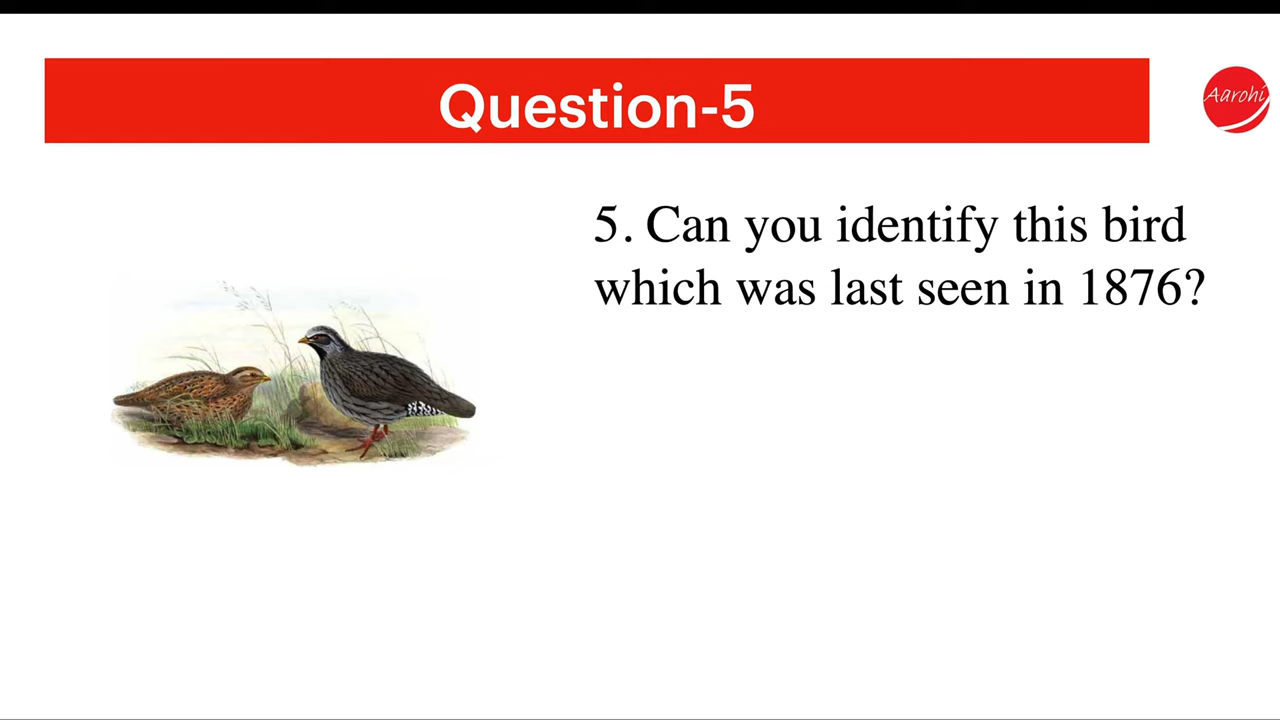 Question-5
Aarohi
5. Can you identify this bird
which was last seen in 1876?